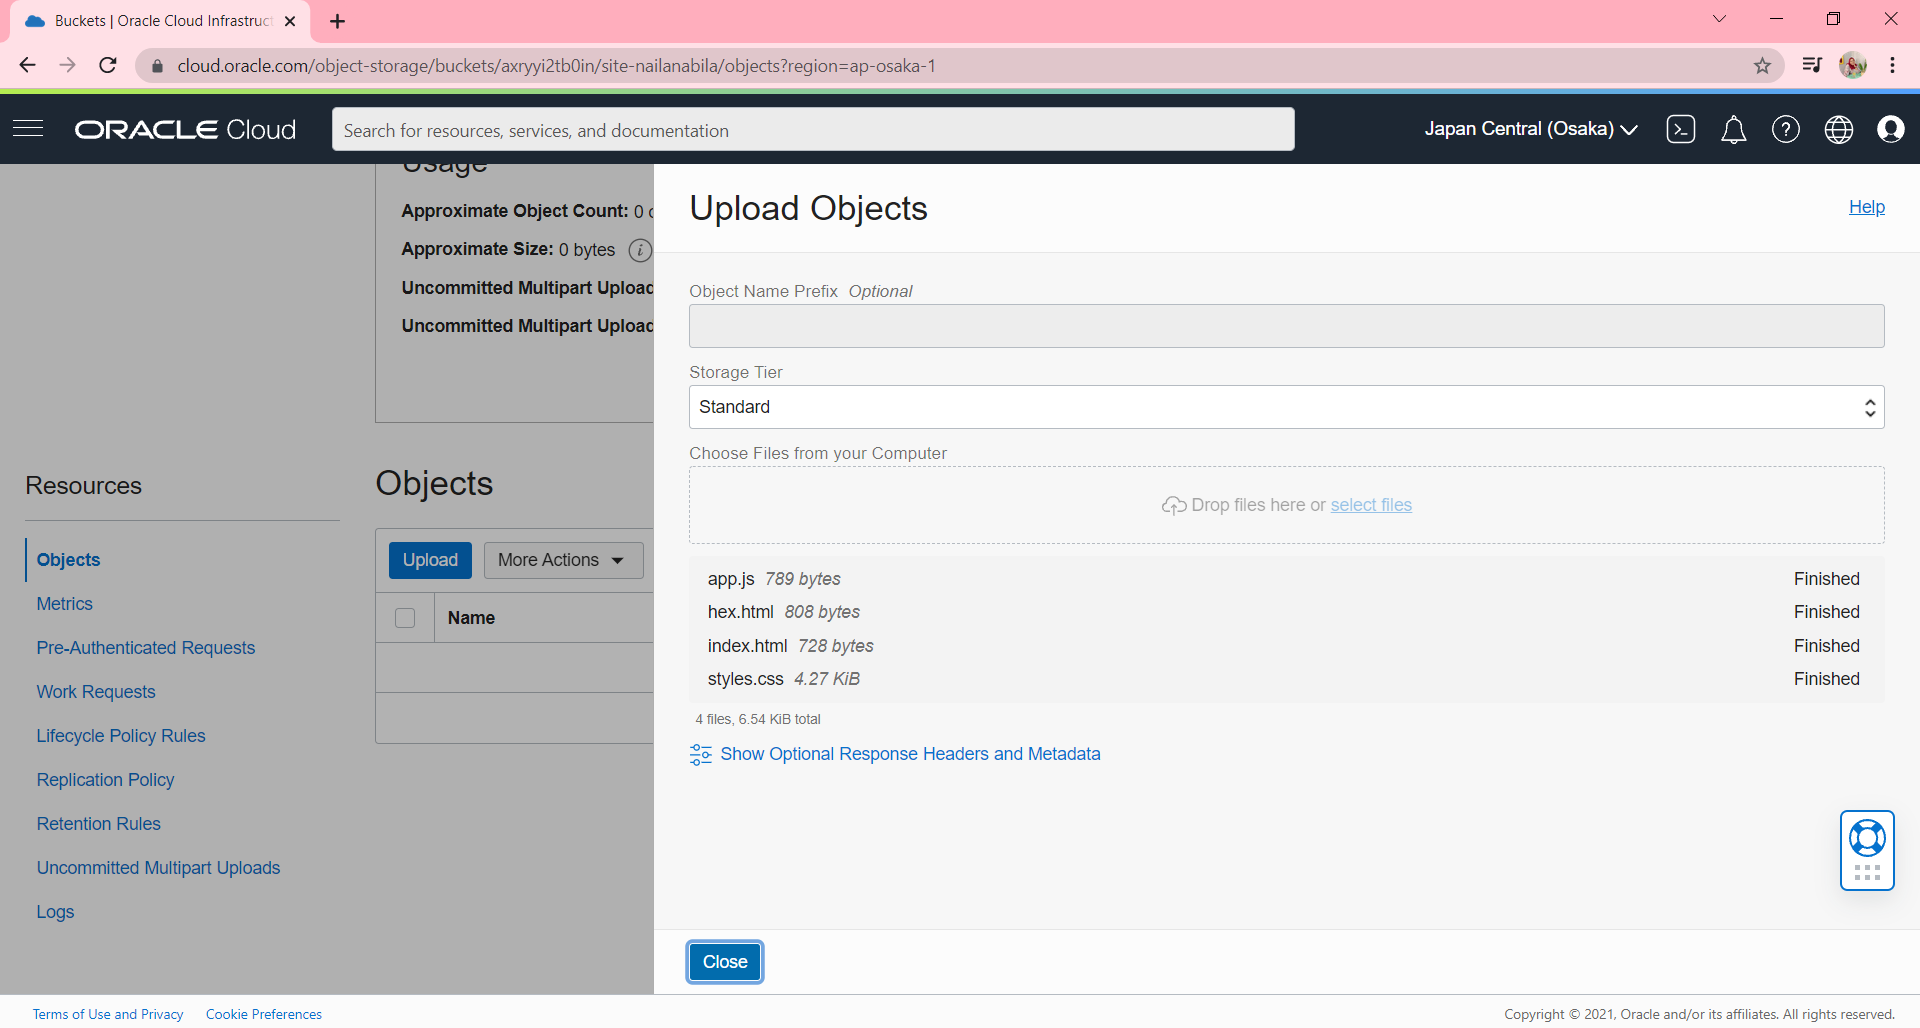 Buckets | Oracle Cloud Infrastruct
cloud.oracle.com/object-storage/buckets/axryyi2tb0in/site-nailanabila/objects?region=ap-osaka-1
ORACLE Cloud
Search for resources, services, and documentation
Japan Central (Osaka)
Usage
Approximate Object Count: 0
Approximate Size: 0 bytes
Uncommitted Multipart Upload
Uncommitted Multipart Upload
Resources
Objects
Metrics
Pre-Authenticated Requests
Work Requests
Lifecycle Policy Rules
Replication Policy
Retention Rules
Uncommitted Multipart Uploads
Logs
Objects
Upload
More Actions
Name
Upload Objects
Help
Object Name Prefix Optional
Storage Tier
Standard
Choose Files from your Computer
Drop files here or select files
app.js 789 bytes Finished
hex.html 808 bytes Finished
index.html 728 bytes Finished
styles.css 4.27 KiB Finished
4 files, 6.54 KiB total
Show Optional Response Headers and Metadata
Close
Terms of Use and Privacy Cookie Preferences
Copyright © 2021, Oracle and/or its affiliates. All rights reserved.